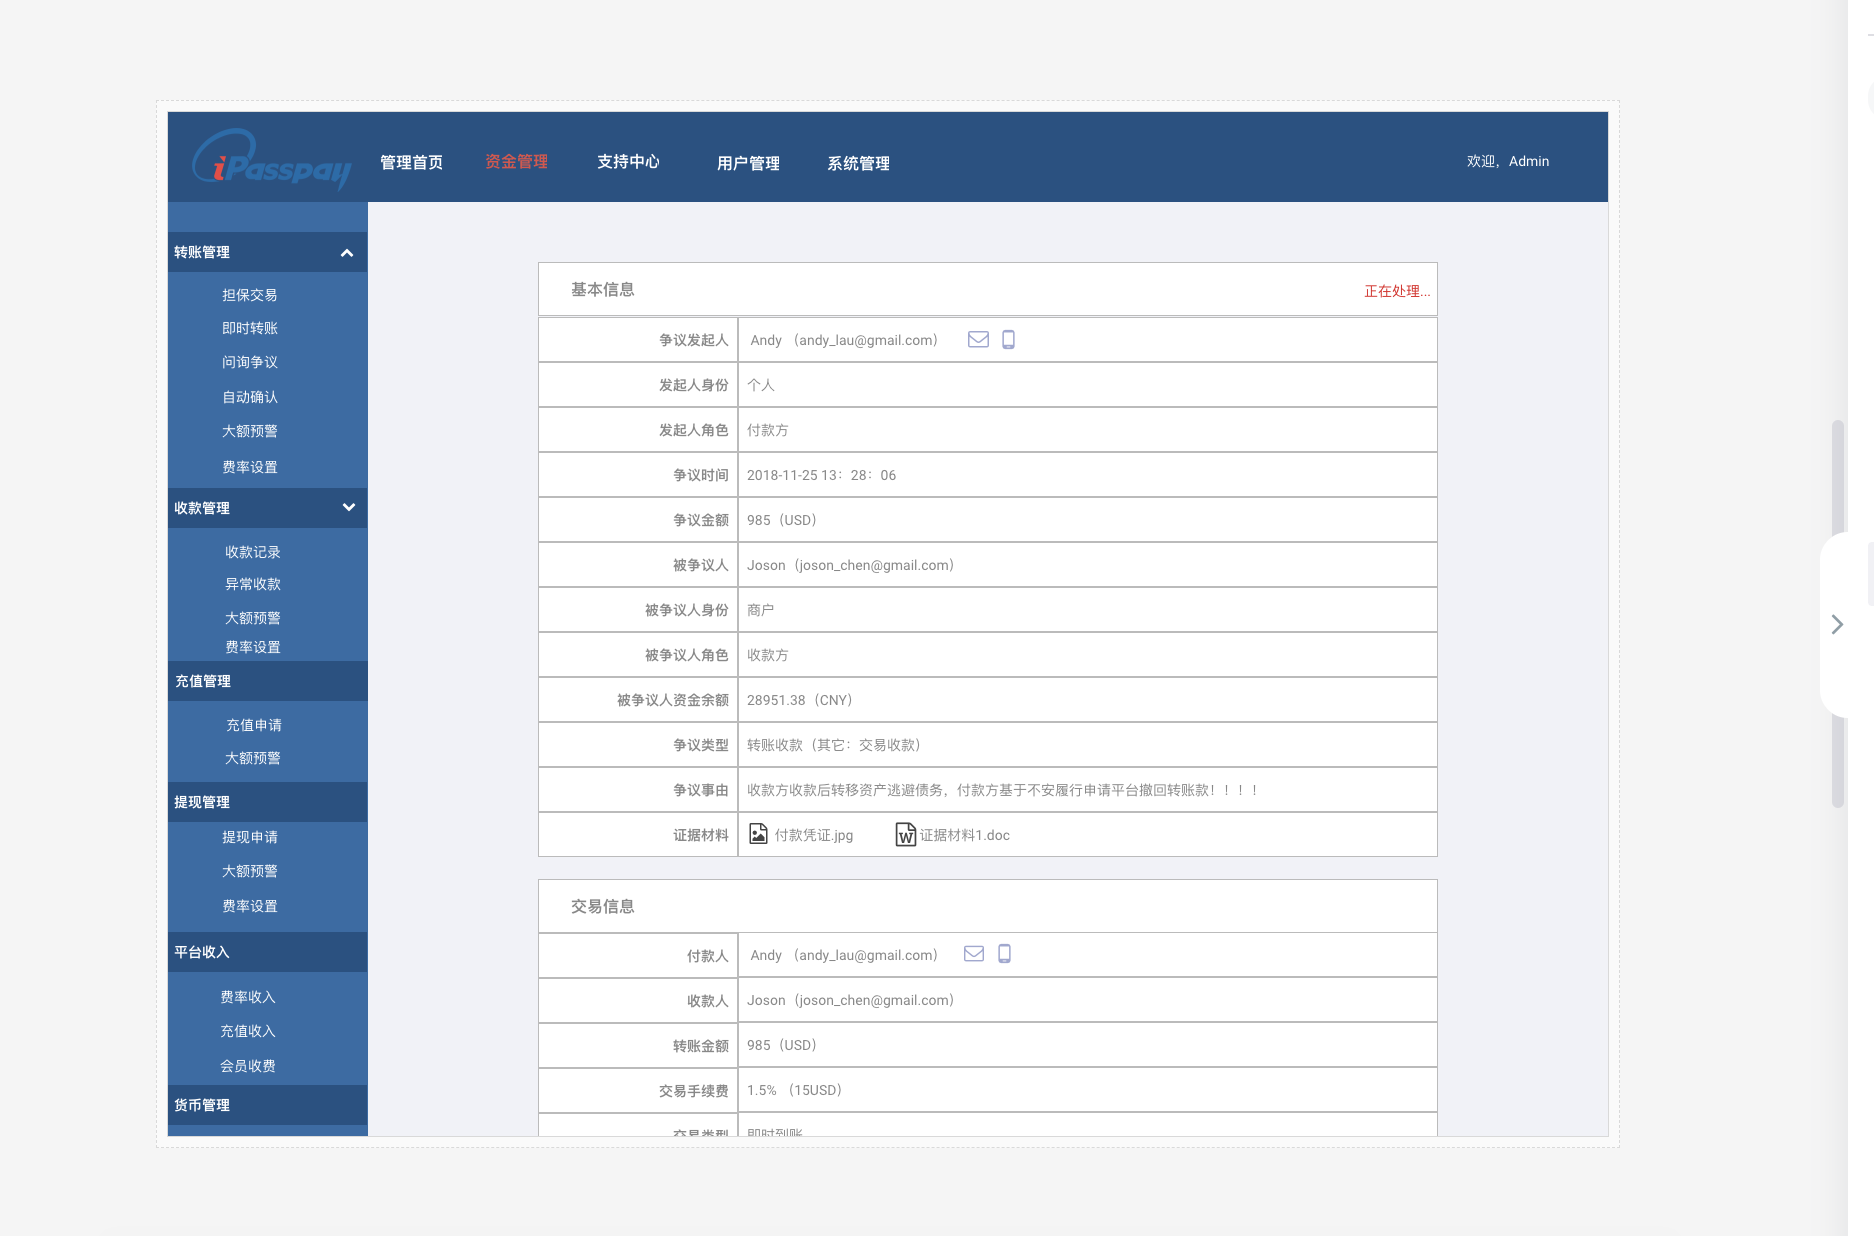 iPasspay 管理首页 资金管理 支持中心 用户管理 系统管理 欢迎，Admin
转账管理
担保交易
即时转账
问询争议
自动确认
大额预警
费率设置
收款管理
收款记录
异常收款
大额预警
费率设置
充值管理
充值申请
大额预警
提现管理
提现申请
大额预警
费率设置
平台收入
费率收入
充值收入
会员收费
货币管理
基本信息 正在处理...
争议发起人 Andy （andy_lau@gmail.com）
发起人身份 个人
发起人角色 付款方
争议时间 2018-11-25 13：28：06
争议金额 985（USD）
被争议人 Joson（joson_chen@gmail.com）
被争议人身份 商户
被争议人角色 收款方
被争议人资金余额 28951.38（CNY）
争议类型 转账收款（其它：交易收款）
争议事由 收款方收款后转移资产逃避债务，付款方基于不安履行申请平台撤回转账款！！！！
证据材料 付款凭证.jpg W 证据材料1.doc
交易信息
付款人 Andy （andy_lau@gmail.com）
收款人 Joson（joson_chen@gmail.com）
转账金额 985（USD）
交易手续费 1.5% （15USD）
交易类型 即时到账